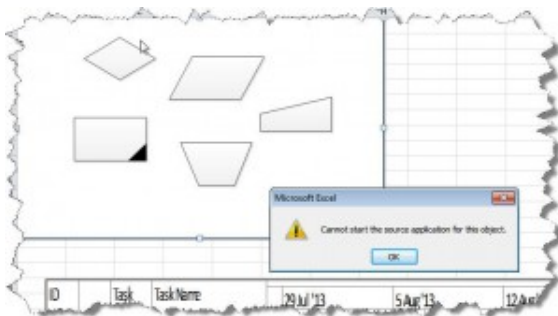 H
Microsoft Excel
Cannot start the source application for this object.
OK
ID Task Task Name 29 Jul '13 5 Aug '13 12 Aug